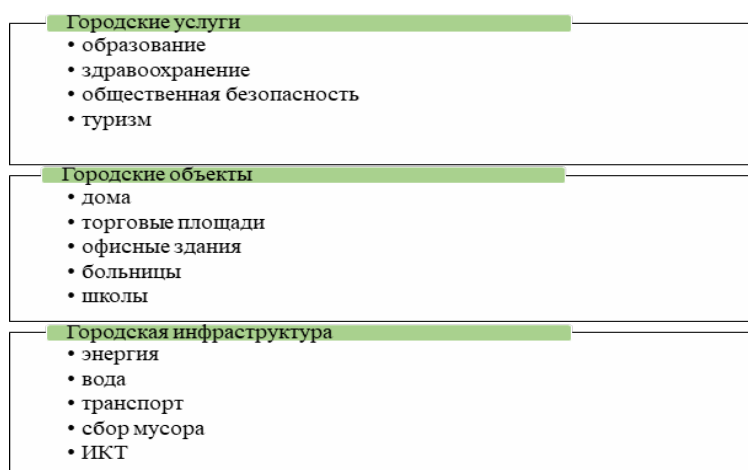 Городские услуги
• образование
• здравоохранение
• общественная безопасность
• туризм
Городские объекты
• дома
• торговые площади
• офисные здания
• больницы
• школы
Городская инфраструктура
• энергия
• вода
• транспорт
• сбор мусора
• ИКТ